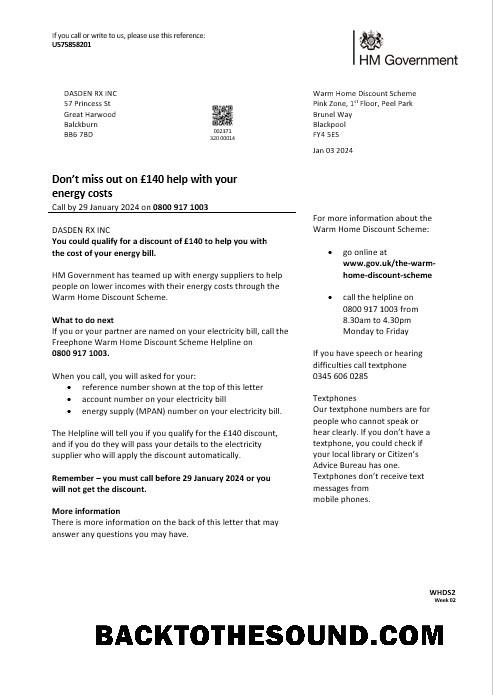 If you call or write to us, please use this reference:
US75858201
HM Government
DASDEN RX INC
57 Princess St
Great Harwood
Balckburn
BB6 7BD
002371
320 00014
Warm Home Discount Scheme
Pink Zone, 1st Floor, Peel Park
Brunel Way
Blackpool
FY4 5ES
Jan 03 2024
Don't miss out on £140 help with your
energy costs
Call by 29 January 2024 on 0800 917 1003
DASDEN RX INC
You could qualify for a discount of £140 to help you with
the cost of your energy bill.
HM Government has teamed up with energy suppliers to help
people on lower incomes with their energy costs through the
Warm Home Discount Scheme.
What to do next
If you or your partner are named on your electricity bill, call the
Freephone Warm Home Discount Scheme Helpline on
0800 917 1003.
When you call, you will asked for your:
• reference number shown at the top of this letter
• account number on your electricity bill
• energy supply (MPAN) number on your electricity bill.
The Helpline will tell you if you qualify for the £140 discount,
and if you do they will pass your details to the electricity
supplier who will apply the discount automatically.
Remember – you must call before 29 January 2024 or you
will not get the discount.
More information
There is more information on the back of this letter that may
answer any questions you may have.
For more information about the
Warm Home Discount Scheme:
• go online at
www.gov.uk/the-warm-
home-discount-scheme
• call the helpline on
0800 917 1003 from
8.30am to 4.30pm
Monday to Friday
If you have speech or hearing
difficulties call textphone
0345 606 0285
Textphones
Our textphone numbers are for
people who cannot speak or
hear clearly. If you don't have a
textphone, you could check if
your local library or Citizen's
Advice Bureau has one.
Textphones don't receive text
messages from
mobile phones.
WHDS2
Week 02
BACKTOTHESOUND.COM